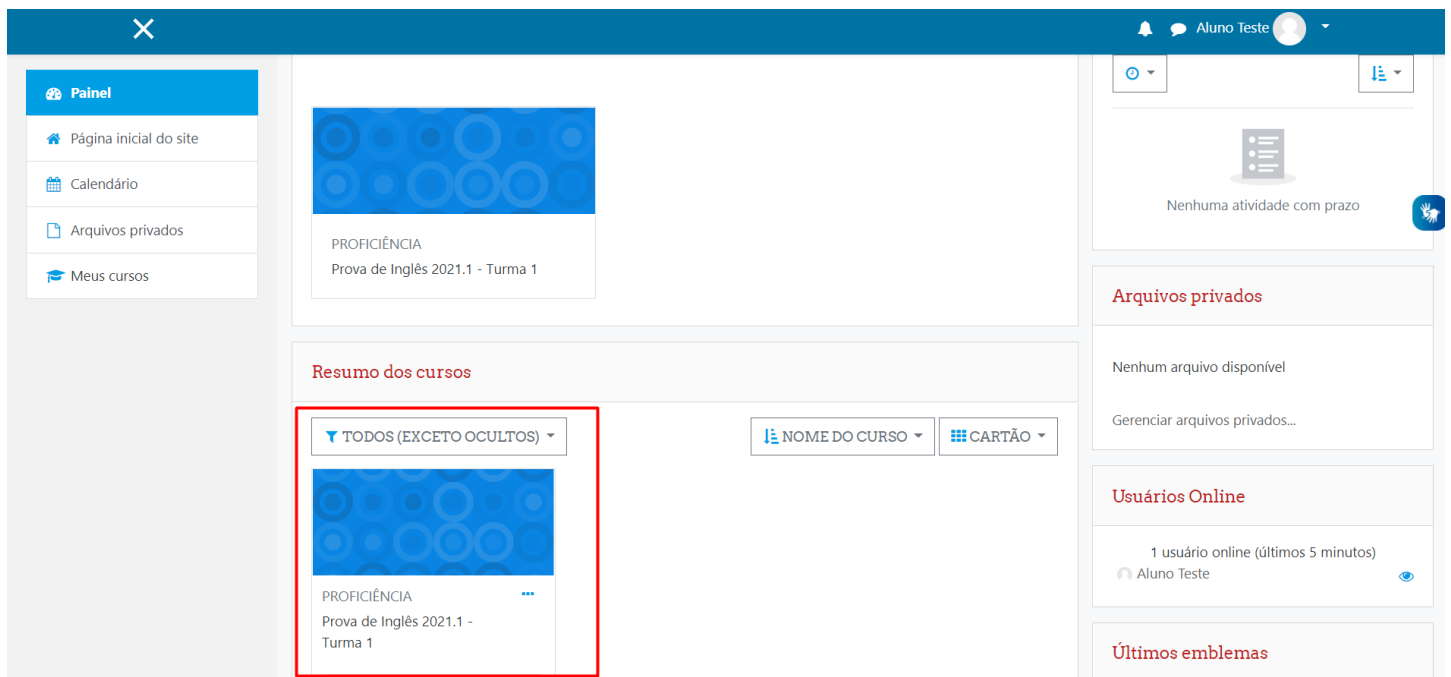 Aluno Teste
Painel
Página inicial do site
Calendário
Arquivos privados
Meus cursos
PROFICIÊNCIA
Prova de Inglês 2021.1 - Turma 1
Resumo dos cursos
TODOS (EXCETO OCULTOS)
NOME DO CURSO
CARTÃO
PROFICIÊNCIA
Prova de Inglês 2021.1 -
Turma 1
Nenhuma atividade com prazo
Arquivos privados
Nenhum arquivo disponível
Gerenciar arquivos privados...
Usuários Online
1 usuário online (últimos 5 minutos)
Aluno Teste
Últimos emblemas